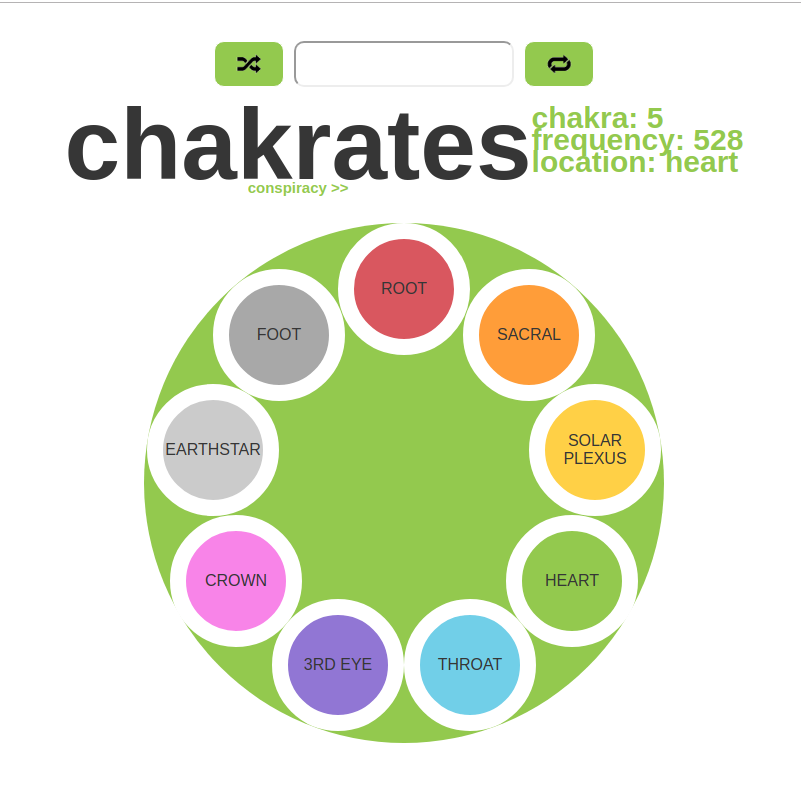 chakrates
chakra: 5
frequency: 528
location: heart
conspiracy >>
ROOT
FOOT
SACRAL
EARTHSTAR
SOLAR
PLEXUS
CROWN
HEART
3RD EYE
THROAT